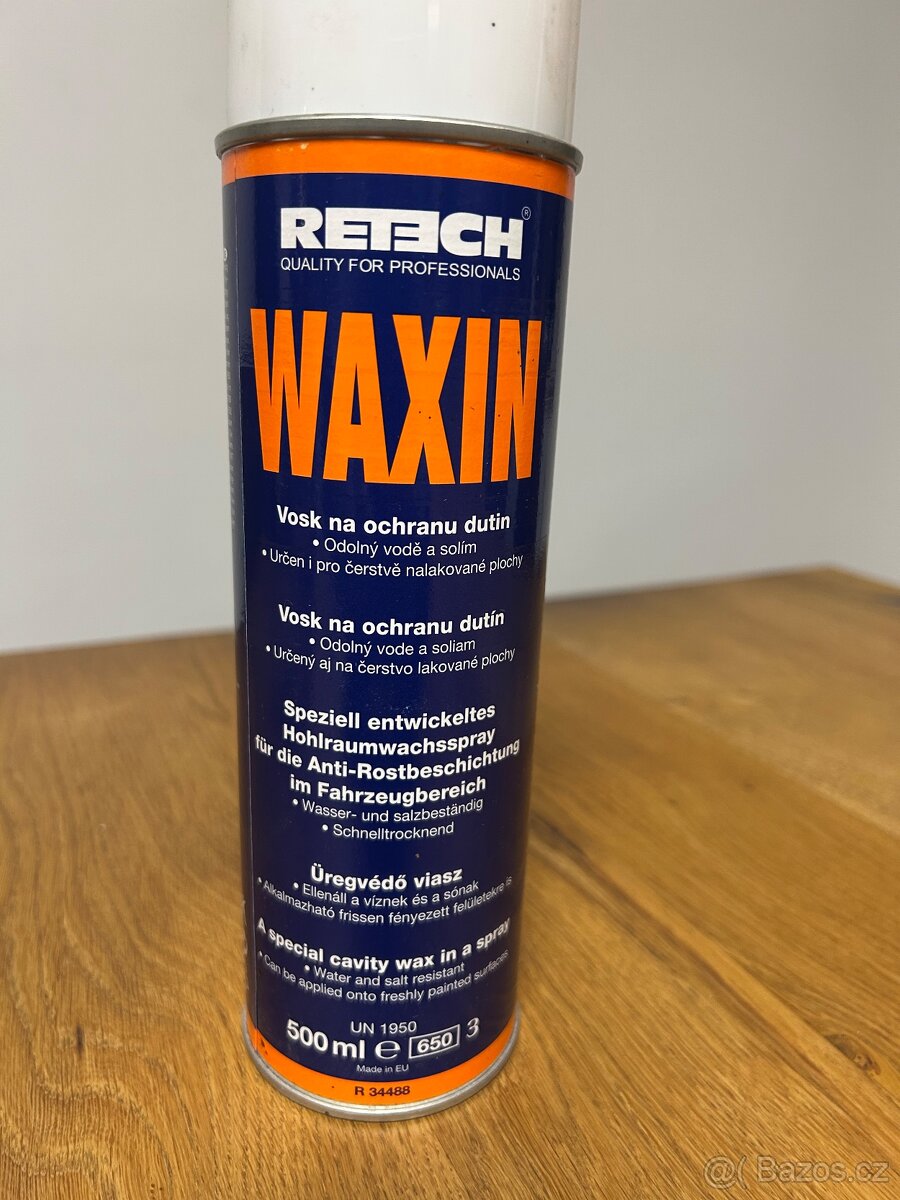 RETECH®
QUALITY FOR PROFESSIONALS
WAXIN
Vosk na ochranu dutin
• Odolný vodě a solím
• Určen i pro čerstvě nalakované plochy
Vosk na ochranu dutín
• Odolný vode a soliam
• Určený aj na čerstvo lakované plochy
Speziell entwickeltes
Hohlraumwachsspray
für die Anti-Rostbeschichtung
im Fahrzeugbereich
• Wasser- und salzbeständig
• Schnelltrocknend
Üregvédő viasz
• Ellenáll a víznek és a sónak
• Alkalmazható frissen fényezett felületekre is
A special cavity wax in a spray
• Water and salt resistant
• Can be applied onto freshly painted surfaces
UN 1950
500 ml e 650 3
Made in EU
R 34488
@ Bazos.cz